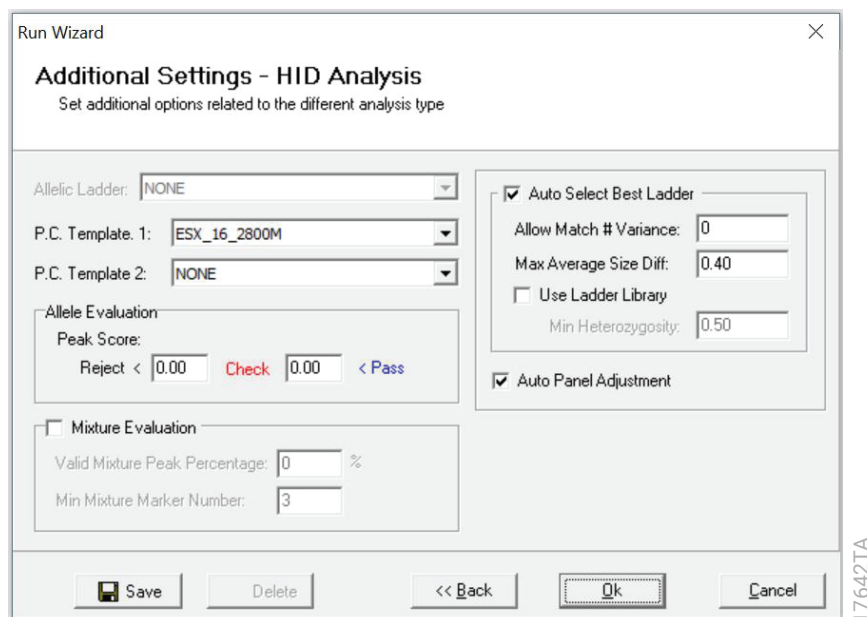 Run Wizard
Additional Settings - HID Analysis
Set additional options related to the different analysis type
Allelic Ladder: NONE
P.C. Template. 1: ESX_16_2800M
P.C. Template 2: NONE
Allele Evaluation
Peak Score:
Reject < 0.00 Check 0.00 < Pass
Mixture Evaluation
Valid Mixture Peak Percentage: 0 %
Min Mixture Marker Number: 3
Auto Select Best Ladder
Allow Match # Variance: 0
Max Average Size Diff: 0.40
Use Ladder Library
Min Heterozygosity: 0.50
Auto Panel Adjustment
Save Delete << Back Ok Cancel